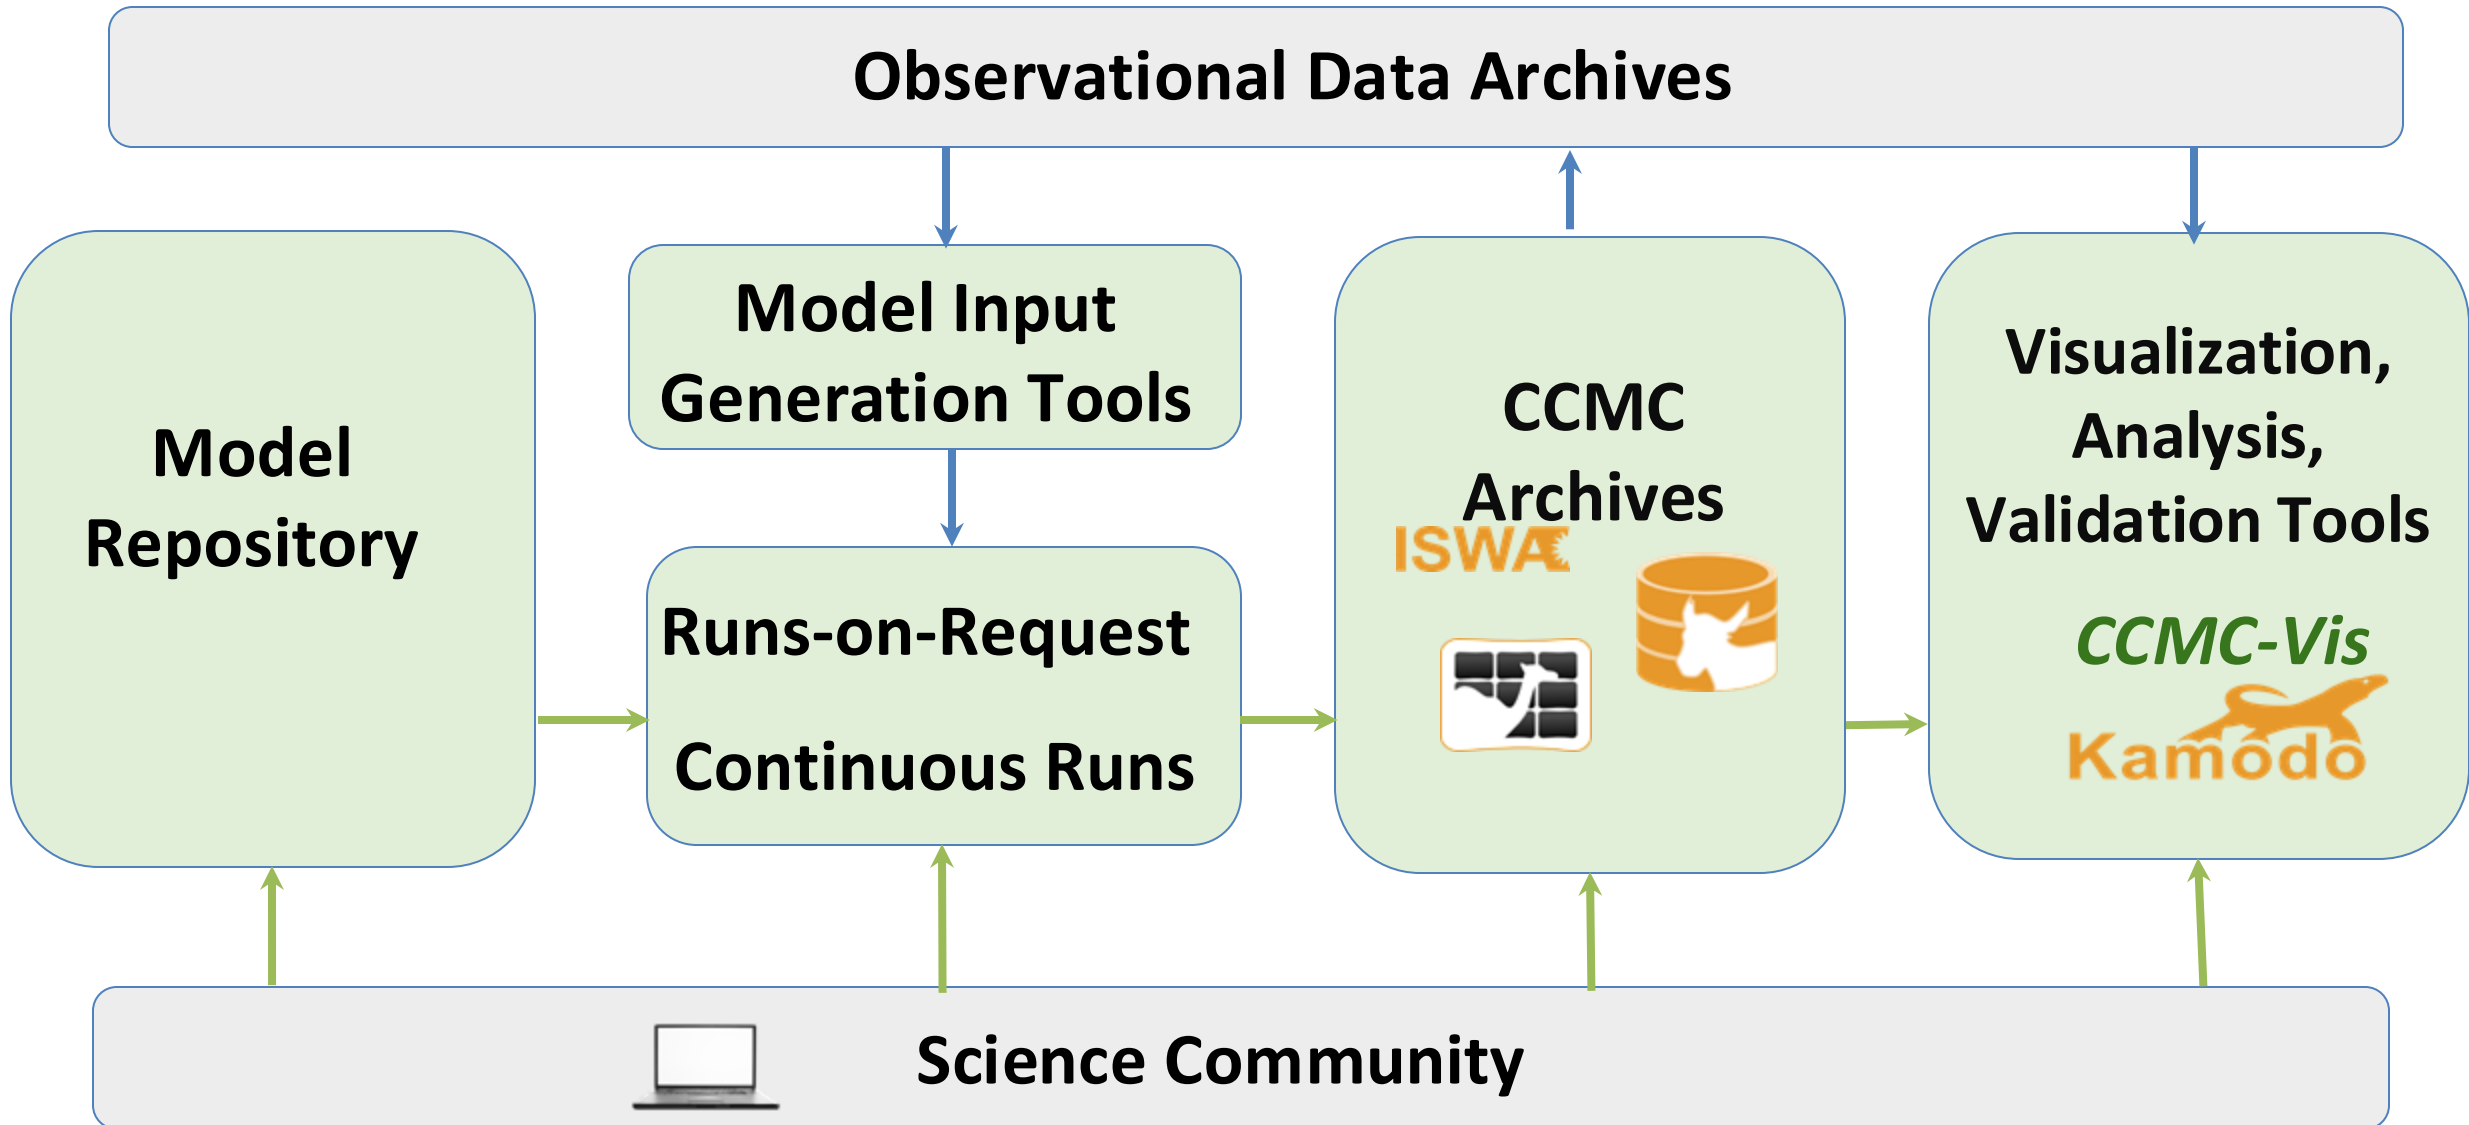 Observational Data Archives
Model
Repository
Model Input
Generation Tools
Runs-on-Request
Continuous Runs
CCMC
Archives
ISWA
Visualization,
Analysis,
Validation Tools
CCMC-Vis
Kamodo
Science Community